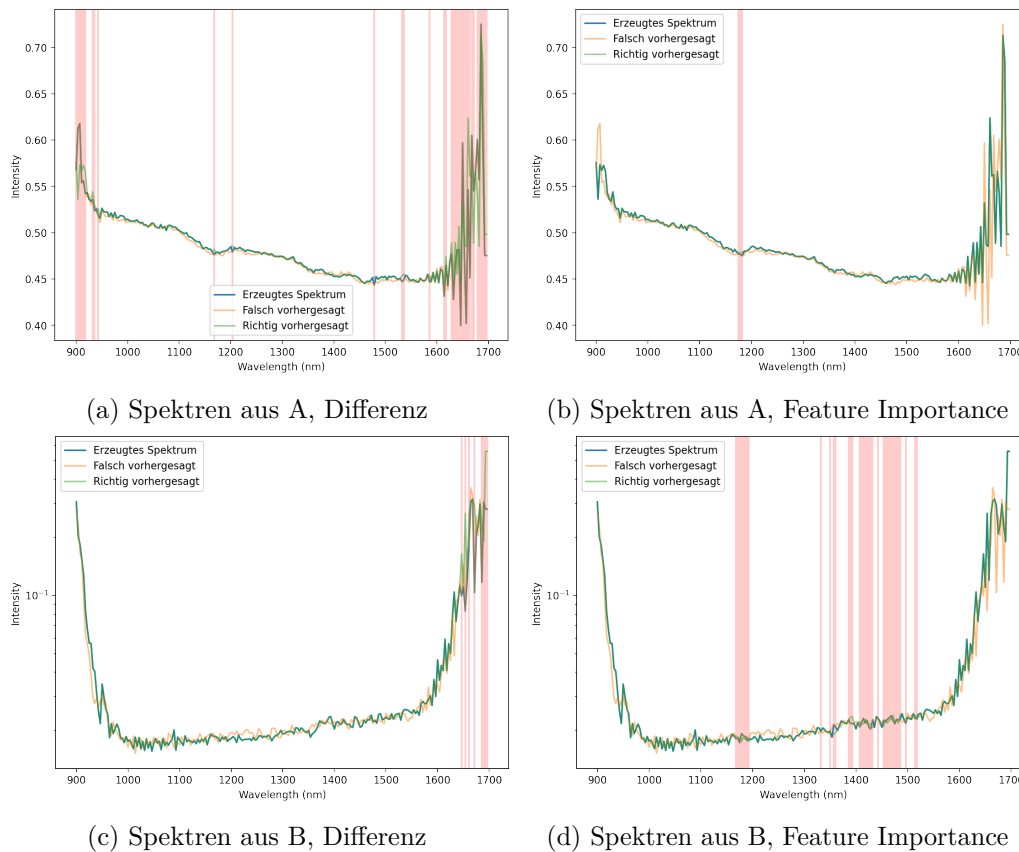 0.70
0.65
0.60
0.55
0.50
0.45
0.40
Intensity
Erzeugtes Spektrum
Falsch vorhergesagt
Richtig vorhergesagt
900 1000 1100 1200 1300 1400 1500 1600 1700
Wavelength (nm)
(a) Spektren aus A, Differenz
Erzeugtes Spektrum
Falsch vorhergesagt
Richtig vorhergesagt
0.70
0.65
0.60
0.55
0.50
0.45
0.40
Intensity
900 1000 1100 1200 1300 1400 1500 1600 1700
Wavelength (nm)
(b) Spektren aus A, Feature Importance
Erzeugtes Spektrum
Falsch vorhergesagt
Richtig vorhergesagt
Intensity
10⁻¹
900 1000 1100 1200 1300 1400 1500 1600 1700
Wavelength (nm)
(c) Spektren aus B, Differenz
Erzeugtes Spektrum
Falsch vorhergesagt
Richtig vorhergesagt
Intensity
10⁻¹
900 1000 1100 1200 1300 1400 1500 1600 1700
Wavelength (nm)
(d) Spektren aus B, Feature Importance